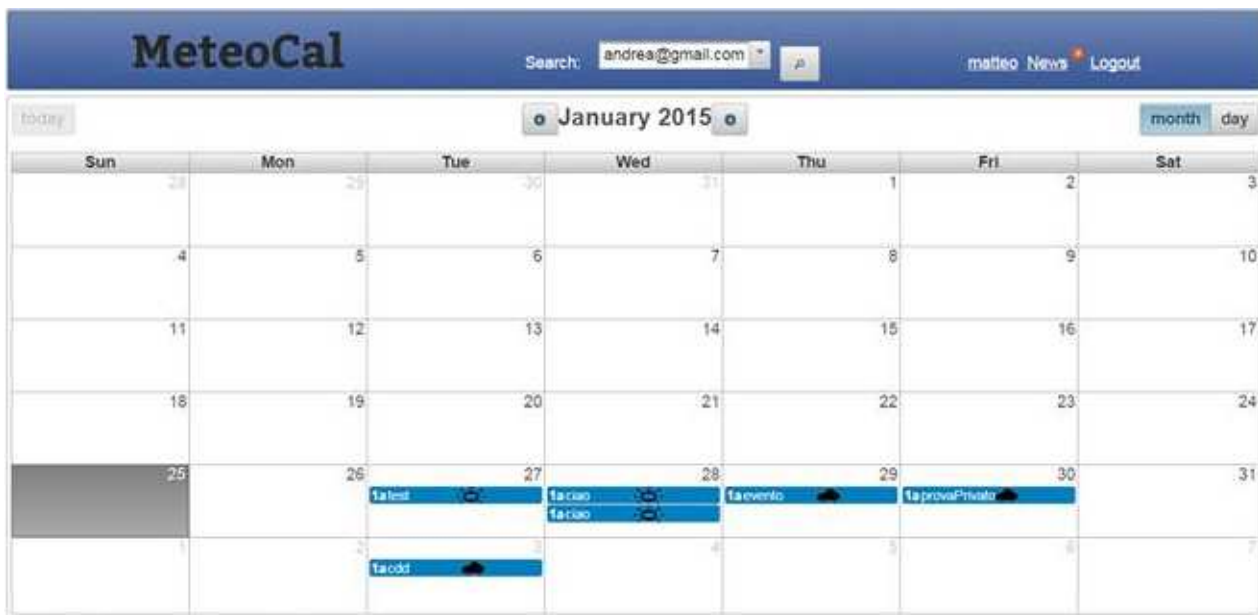 MeteoCal
Search: andrea@gmail.com
matteo News Logout
today
January 2015
month day
Sun Mon Tue Wed Thu Fri Sat
28 29 30 31 1 2 3
4 5 6 7 8 9 10
11 12 13 14 15 16 17
18 19 20 21 22 23 24
25 26 27 28 29 30 31
1a test 1a ciao 1a evento 1a provaPrivato
1a ciao
1 2 3 4 5 6 7
1a cdd